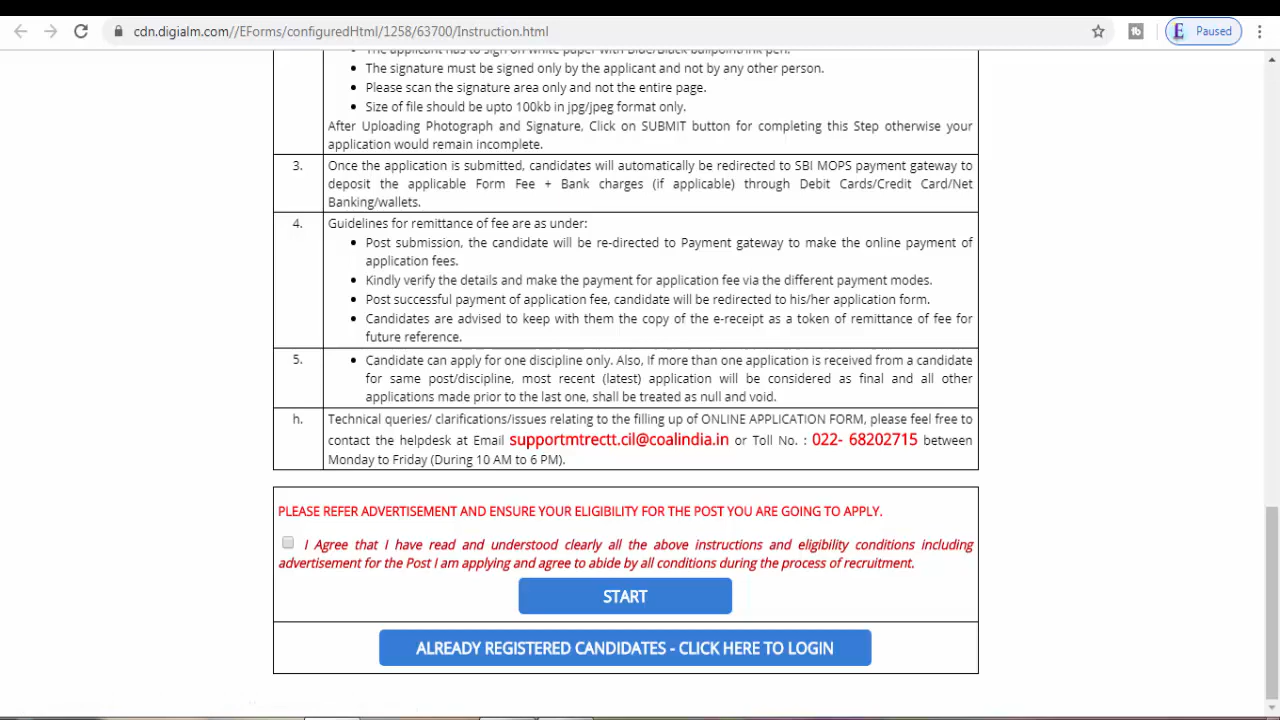 cdn.digialm.com//EForms/configuredHtml/1258/63700/Instruction.html
Paused
The applicant has to sign on white paper with Blue/Black ballpoint/ink pen.
The signature must be signed only by the applicant and not by any other person.
Please scan the signature area only and not the entire page.
Size of file should be upto 100kb in jpg/jpeg format only.
After Uploading Photograph and Signature, Click on SUBMIT button for completing this Step otherwise your
application would remain incomplete.
3. Once the application is submitted, candidates will automatically be redirected to SBI MOPS payment gateway to
deposit the applicable Form Fee + Bank charges (if applicable) through Debit Cards/Credit Card/Net
Banking/wallets.
4. Guidelines for remittance of fee are as under:
Post submission, the candidate will be re-directed to Payment gateway to make the online payment of
application fees.
Kindly verify the details and make the payment for application fee via the different payment modes.
Post successful payment of application fee, candidate will be redirected to his/her application form.
Candidates are advised to keep with them the copy of the e-receipt as a token of remittance of fee for
future reference.
5. Candidate can apply for one discipline only. Also, If more than one application is received from a candidate
for same post/discipline, most recent (latest) application will be considered as final and all other
applications made prior to the last one, shall be treated as null and void.
h. Technical queries/ clarifications/issues relating to the filling up of ONLINE APPLICATION FORM, please feel free to
contact the helpdesk at Email supportmtrectt.cil@coalindia.in or Toll No. : 022- 68202715 between
Monday to Friday (During 10 AM to 6 PM).
PLEASE REFER ADVERTISEMENT AND ENSURE YOUR ELIGIBILITY FOR THE POST YOU ARE GOING TO APPLY.
I Agree that I have read and understood clearly all the above instructions and eligibility conditions including
advertisement for the Post I am applying and agree to abide by all conditions during the process of recruitment.
START
ALREADY REGISTERED CANDIDATES - CLICK HERE TO LOGIN